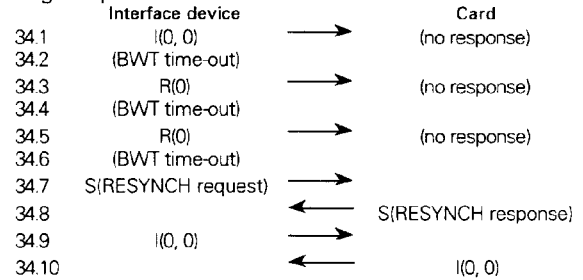 Interface device Card
34.1 I(0, 0) (no response)
34.2 (BWT time-out)
34.3 R(0) (no response)
34.4 (BWT time-out)
34.5 R(0) (no response)
34.6 (BWT time-out)
34.7 S(RESYNCH request)
34.8 S(RESYNCH response)
34.9 I(0, 0)
34.10 I(0, 0)